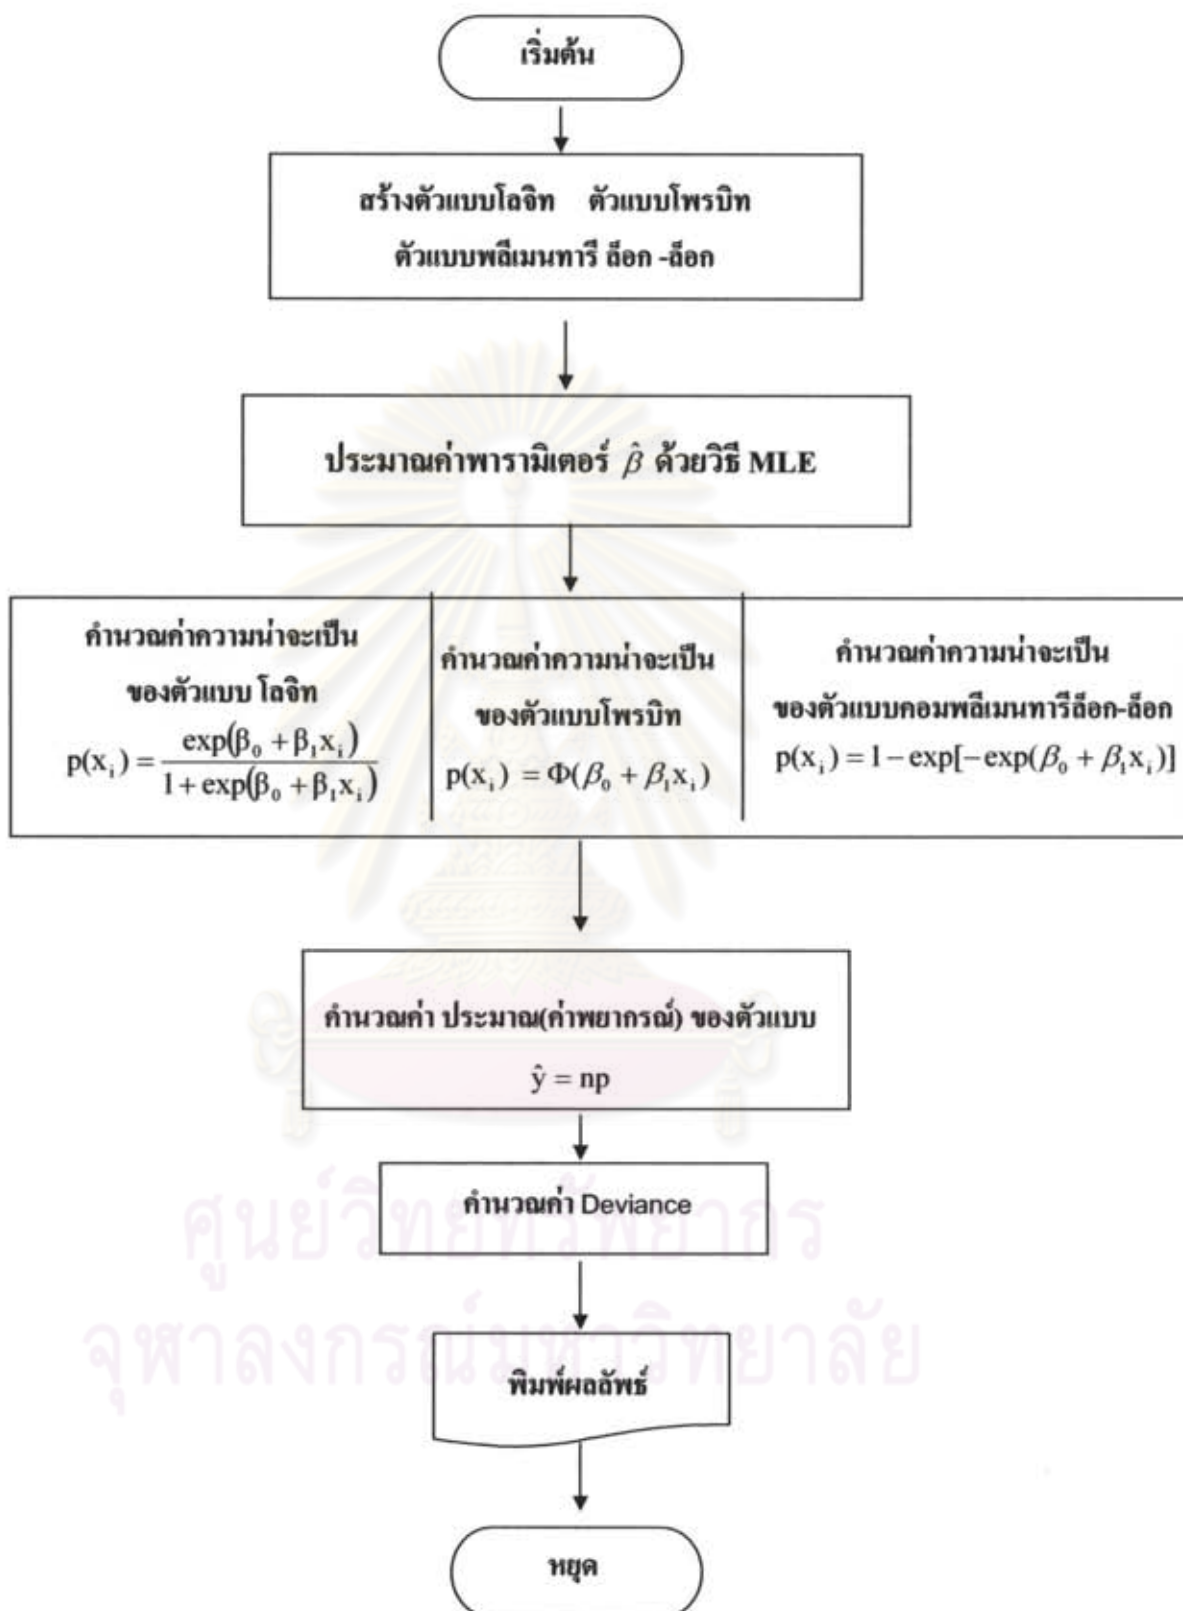 เริ่มต้น
สร้างตัวแบบโลจิท ตัวแบบโพรบิท
ตัวแบบพลีเมนทารี ล็อก -ล็อก
ประมาณค่าพารามิเตอร์ β̂ ด้วยวิธี MLE
คำนวณค่าความน่าจะเป็น
ของตัวแบบ โลจิท
p(xᵢ) = exp(β₀ + β₁xᵢ) / 1 + exp(β₀ + β₁xᵢ)
คำนวณค่าความน่าจะเป็น
ของตัวแบบโพรบิท
p(xᵢ) = Φ(β₀ + β₁xᵢ)
คำนวณค่าความน่าจะเป็น
ของตัวแบบคอมพลีเมนทารีล็อก-ล็อก
p(xᵢ) = 1 − exp[−exp(β₀ + β₁xᵢ)]
คำนวณค่า ประมาณ(ค่าพยากรณ์) ของตัวแบบ
ŷ = np
คำนวณค่า Deviance
ศูนย์วิทยทรัพยากร
จุฬาลงกรณ์มหาวิทยาลัย
พิมพ์ผลลัพธ์
หยุด